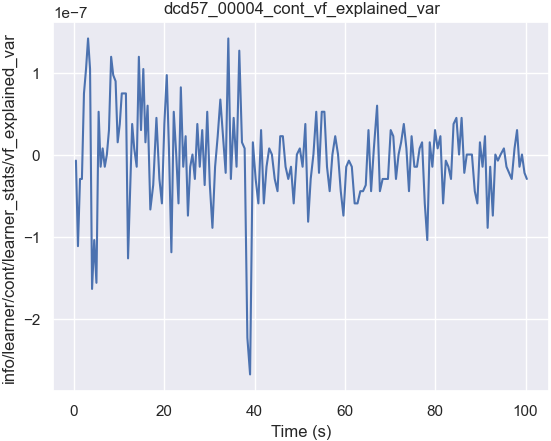 dcd57_00004_cont_vf_explained_var
1e−7
info/learner/cont/learner_stats/vf_explained_var
1
0
−1
−2
0 20 40 60 80 100
Time (s)